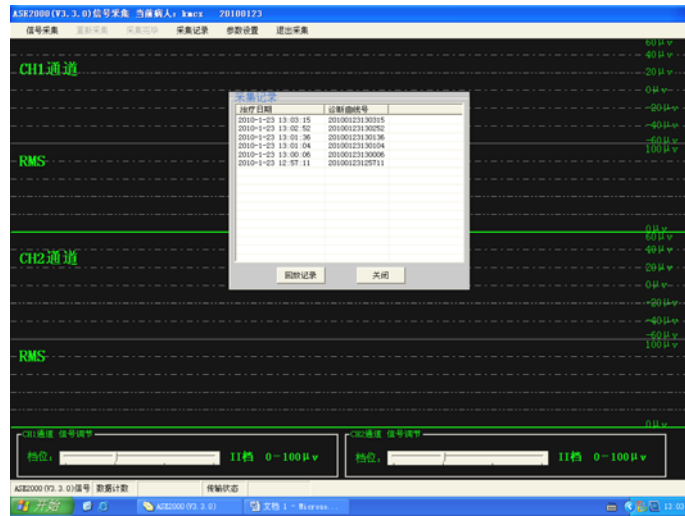 ASE2000(V3.3.0)信号采集 当前病人: kmcx 20100123
信号采集 重新采集 采集完毕 采集记录 参数设置 退出采集
60μv
40μv
CH1通道
20μv
0μv
-20μv
-40μv
-60μv
100μv
RMS
0μv
60μv
40μv
CH2通道
20μv
0μv
-20μv
-40μv
-60μv
100μv
RMS
0μv
采集记录
治疗日期 诊断曲线号
2010-1-23 13:03:15 20100123130315
2010-1-23 13:02:52 20100123130252
2010-1-23 13:01:36 20100123130136
2010-1-23 13:01:04 20100123130104
2010-1-23 13:00:06 20100123130006
2010-1-23 12:57:11 20100123125711
回放记录 关闭
CH1通道 信号调节
档位: II档 0-100μv
CH2通道 信号调节
档位: II档 0-100μv
ASE2000(V3.3.0)信号 数据计数 传输状态
开始 ASE2000(V3.3.0) 文档 1 - Micross... 13:03